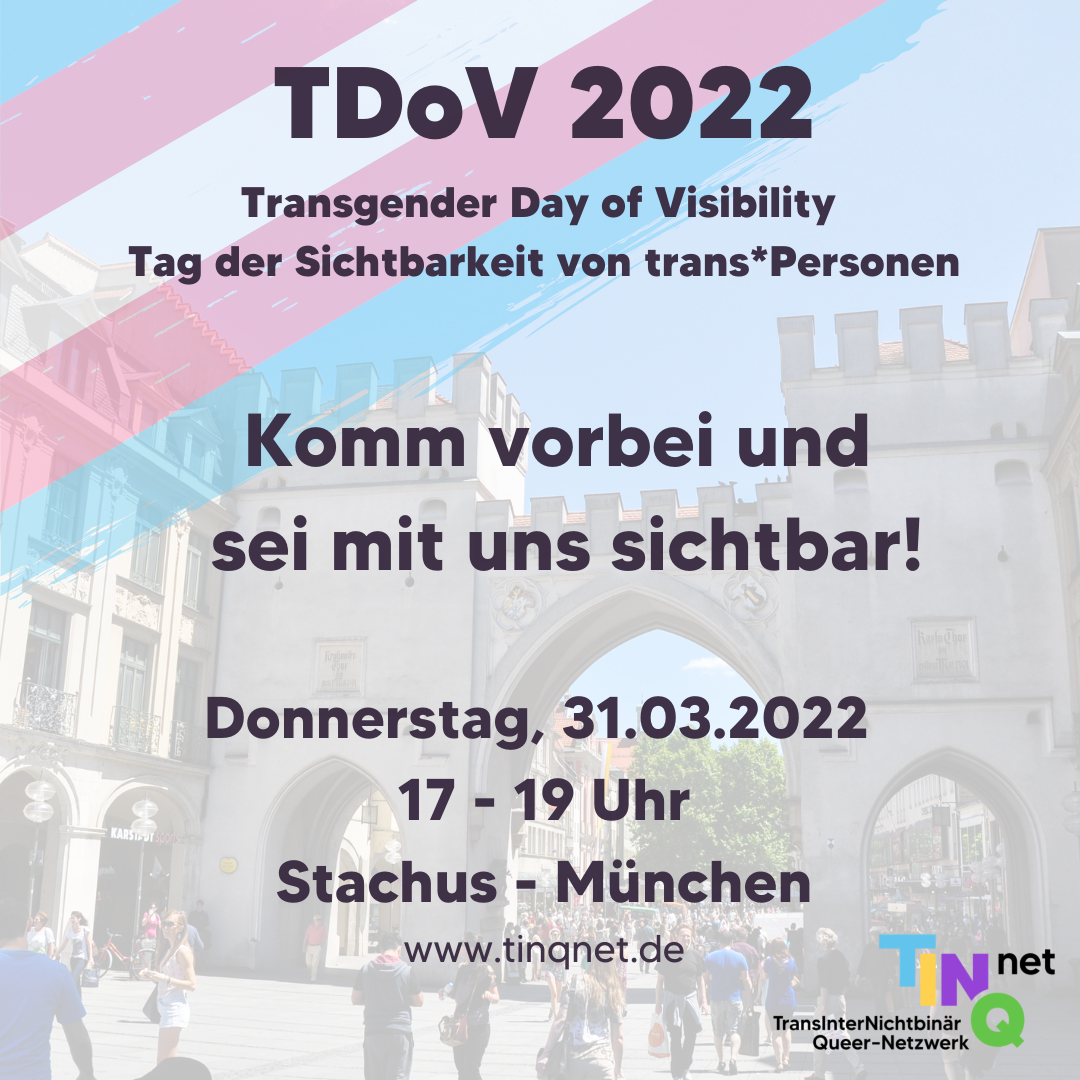 TDoV 2022
Transgender Day of Visibility
Tag der Sichtbarkeit von trans*Personen
Komm vorbei und
sei mit uns sichtbar!
Donnerstag, 31.03.2022
17 - 19 Uhr
Stachus - München
www.tinqnet.de
KARSTADT
TINQ net
TransInterNichtbinär
Queer-Netzwerk